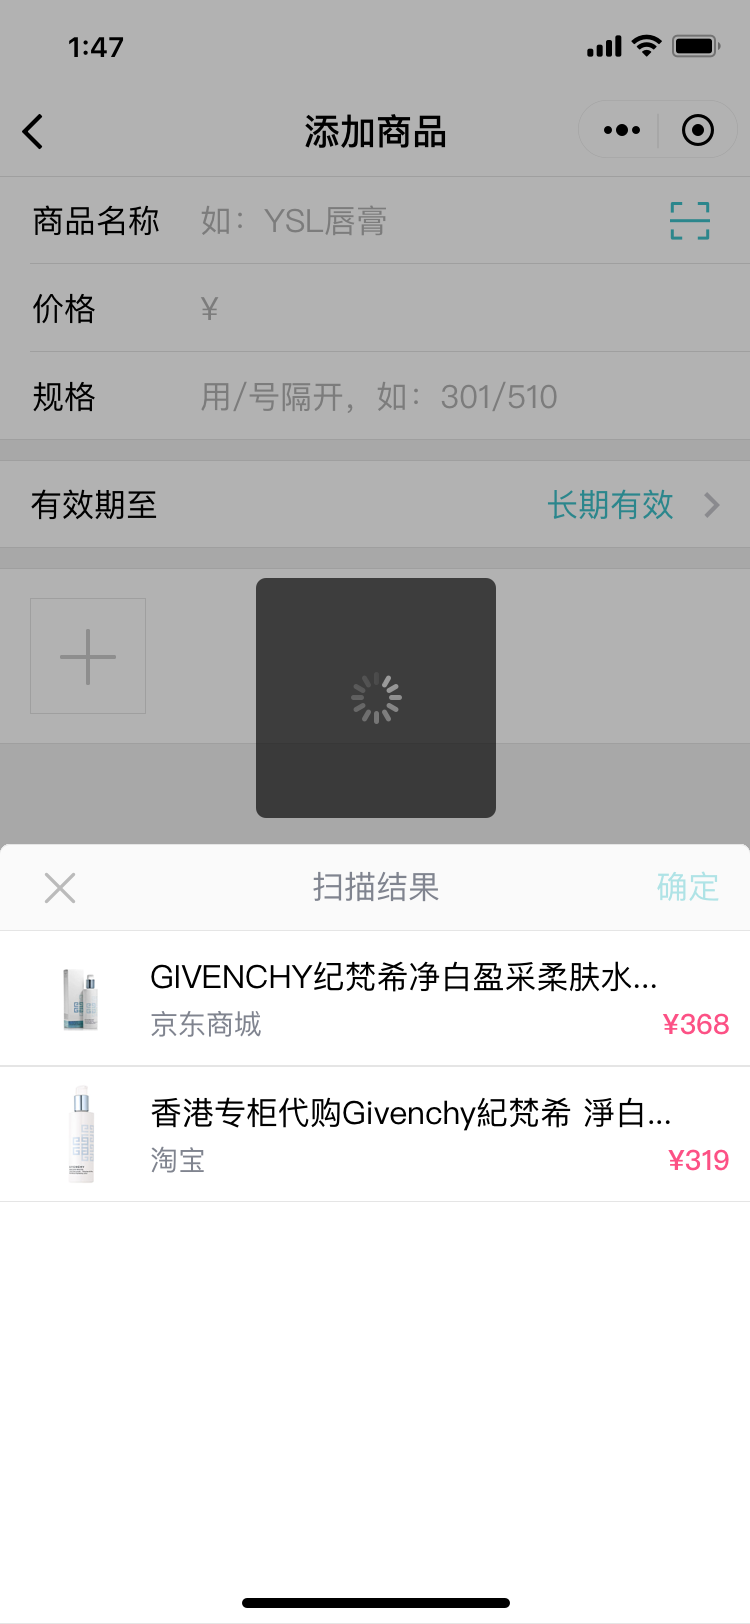 1:47
添加商品
商品名称 如：YSL唇膏
价格 ¥
规格 用/号隔开，如：301/510
有效期至 长期有效
扫描结果 确定
GIVENCHY纪梵希净白盈采柔肤水...
京东商城 ¥368
香港专柜代购Givenchy紀梵希 淨白...
淘宝 ¥319